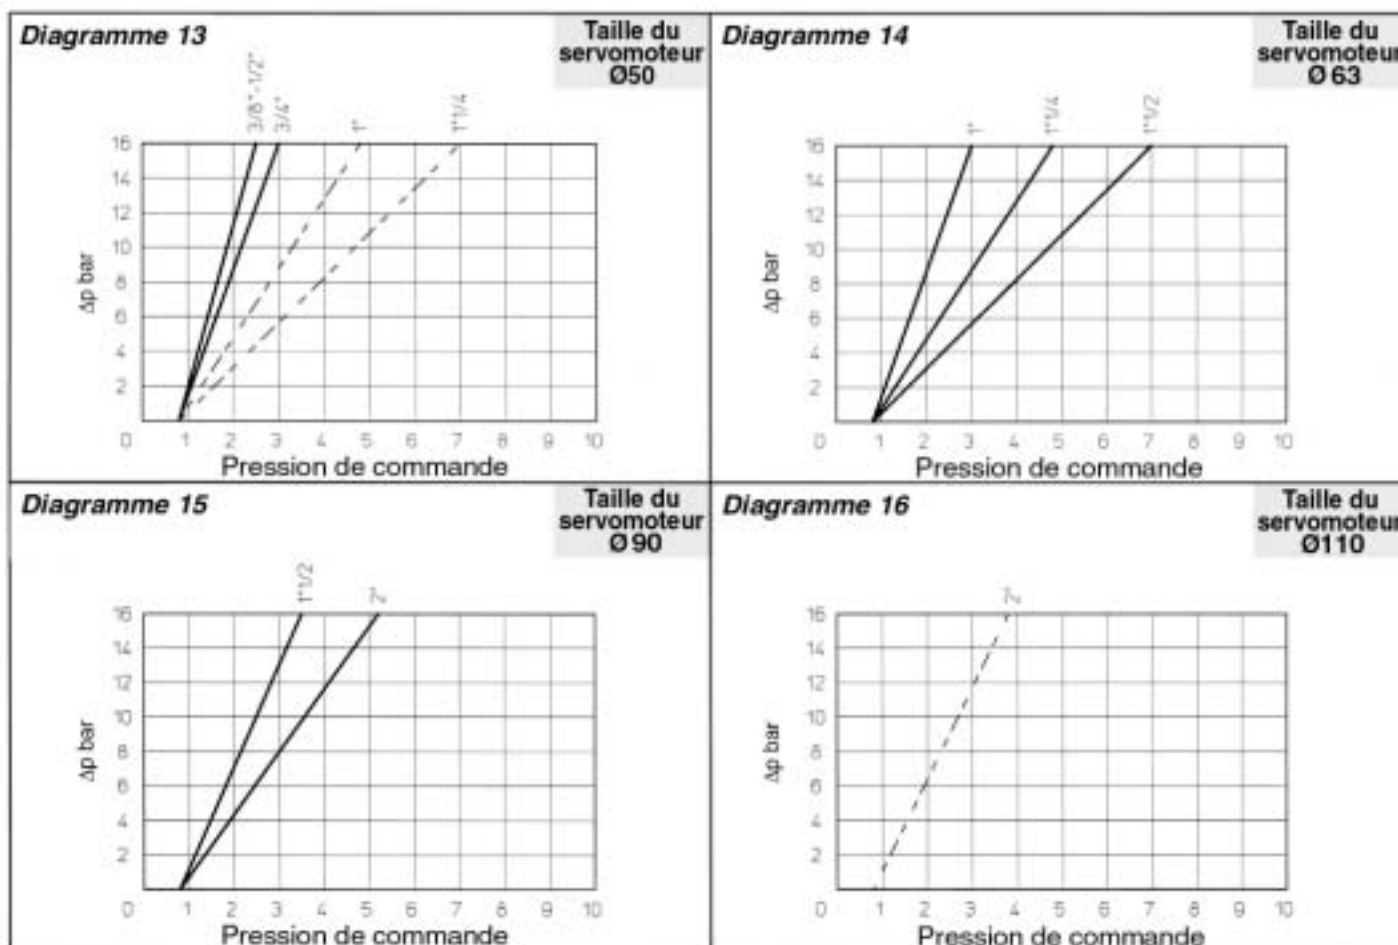 Diagramme 13
Taille du
servomoteur
Ø50
3/8"-1/2"
3/4"
1"
1"1/4
16
14
12
10
8
6
4
2
Δp bar
0 1 2 3 4 5 6 7 8 9 10
Pression de commande
Diagramme 14
Taille du
servomoteur
Ø 63
1"
1"1/4
1"1/2
16
14
12
10
8
6
4
2
Δp bar
0 1 2 3 4 5 6 7 8 9 10
Pression de commande
Diagramme 15
Taille du
servomoteur
Ø 90
1"1/2
2"
16
14
12
10
8
6
4
2
Δp bar
0 1 2 3 4 5 6 7 8 9 10
Pression de commande
Diagramme 16
Taille du
servomoteur
Ø110
2"
16
14
12
10
8
6
4
2
Δp bar
0 1 2 3 4 5 6 7 8 9 10
Pression de commande